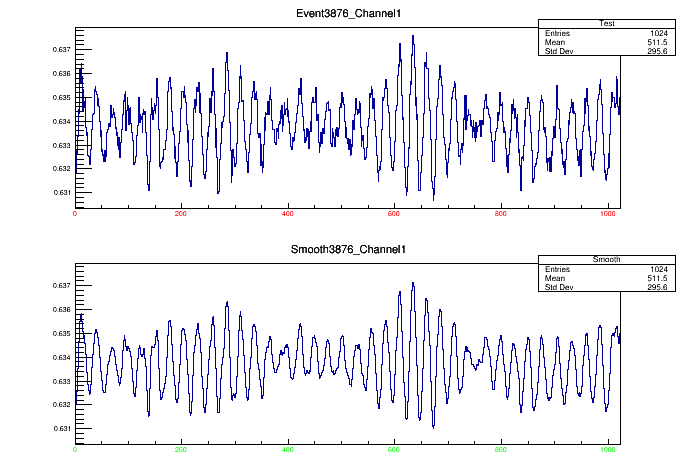 Event3876_Channel1
Test
Entries 1024
Mean 511.5
Std Dev 295.6
0.637
0.636
0.635
0.634
0.633
0.632
0.631
0 200 400 600 800 1000
Smooth3876_Channel1
Smooth
Entries 1024
Mean 511.5
Std Dev 295.6
0.637
0.636
0.635
0.634
0.633
0.632
0.631
0 200 400 600 800 1000